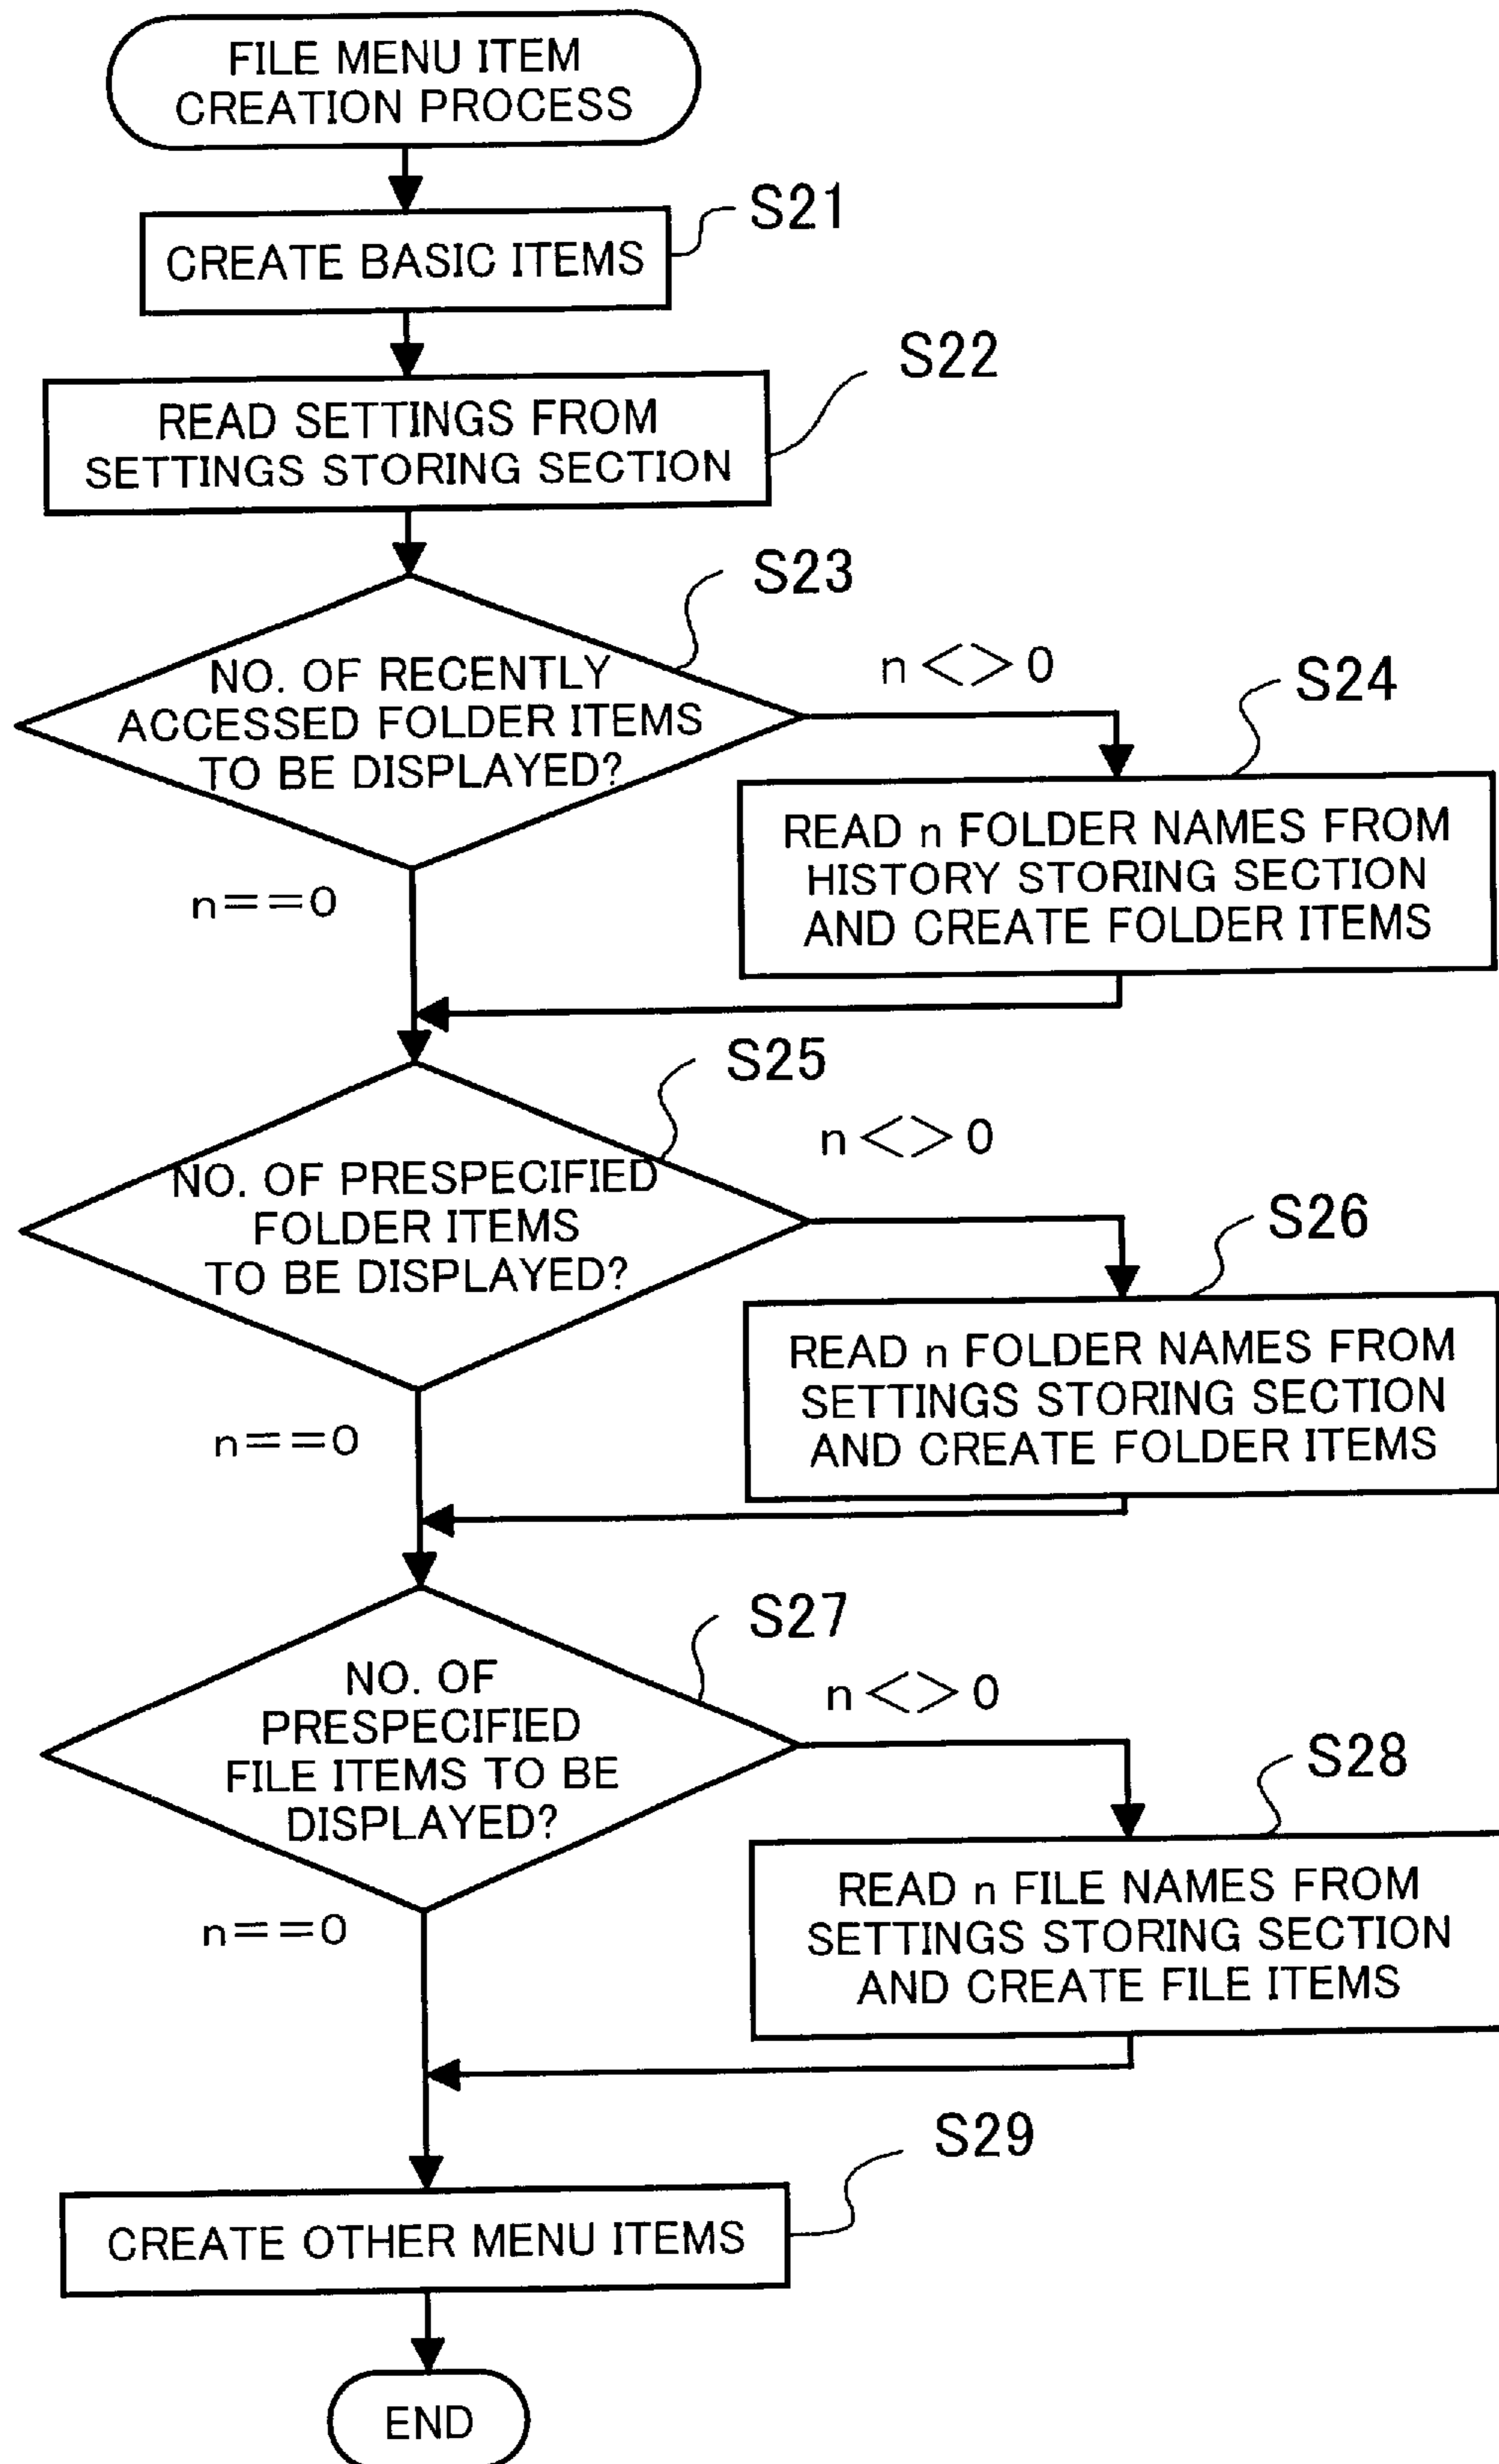 FILE MENU ITEM
CREATION PROCESS
S21
CREATE BASIC ITEMS
S22
READ SETTINGS FROM
SETTINGS STORING SECTION
S23
NO. OF RECENTLY
ACCESSED FOLDER ITEMS
TO BE DISPLAYED?
n<>0
S24
READ n FOLDER NAMES FROM
HISTORY STORING SECTION
AND CREATE FOLDER ITEMS
n==0
S25
NO. OF PRESPECIFIED
FOLDER ITEMS
TO BE DISPLAYED?
n<>0
S26
READ n FOLDER NAMES FROM
SETTINGS STORING SECTION
AND CREATE FOLDER ITEMS
n==0
S27
NO. OF
PRESPECIFIED
FILE ITEMS TO BE
DISPLAYED?
n<>0
S28
READ n FILE NAMES FROM
SETTINGS STORING SECTION
AND CREATE FILE ITEMS
n==0
S29
CREATE OTHER MENU ITEMS
END